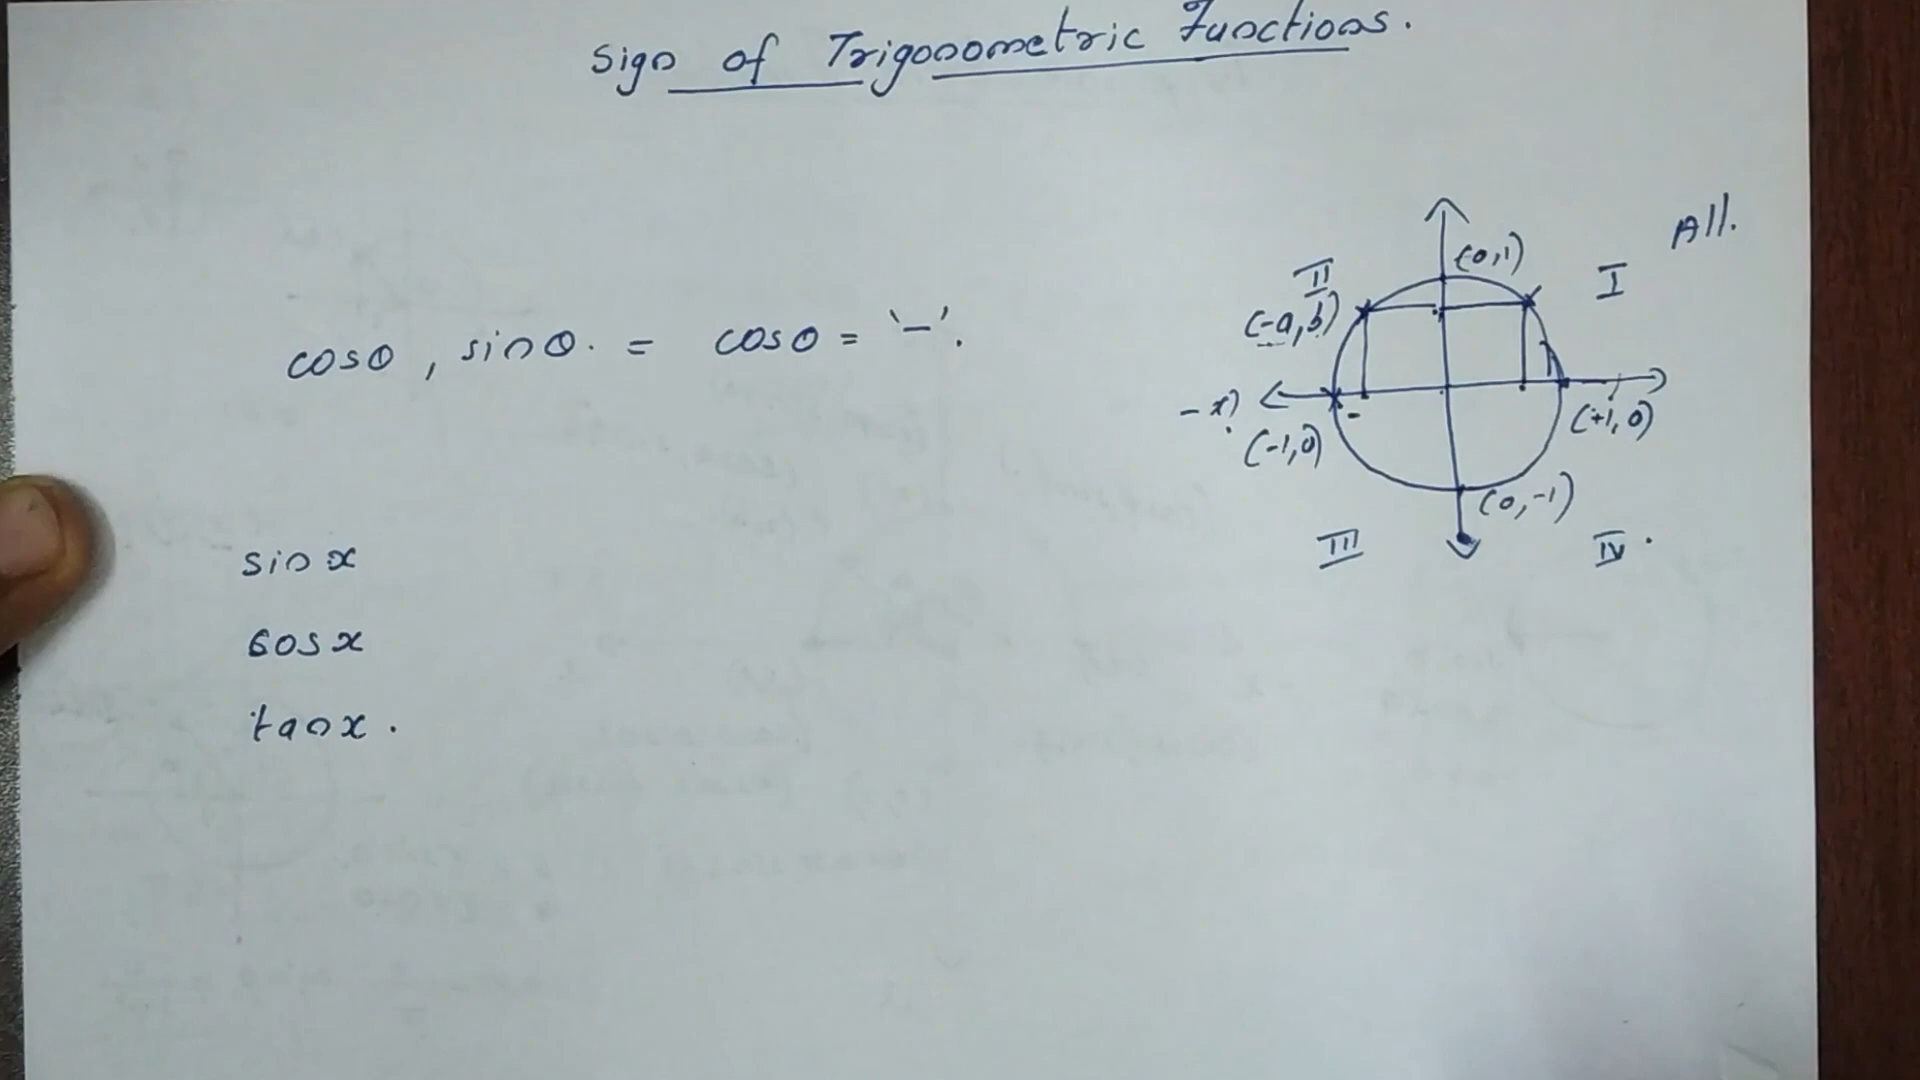 Sign of Trigonometric Functions.
All.
(0,1)
II
I
(-a, b)
cosθ , sinθ. = cosθ = '-'.
(+1, 0)
(-1,0)
(0,-1)
III
IV.
sin x
cos x
tan x.